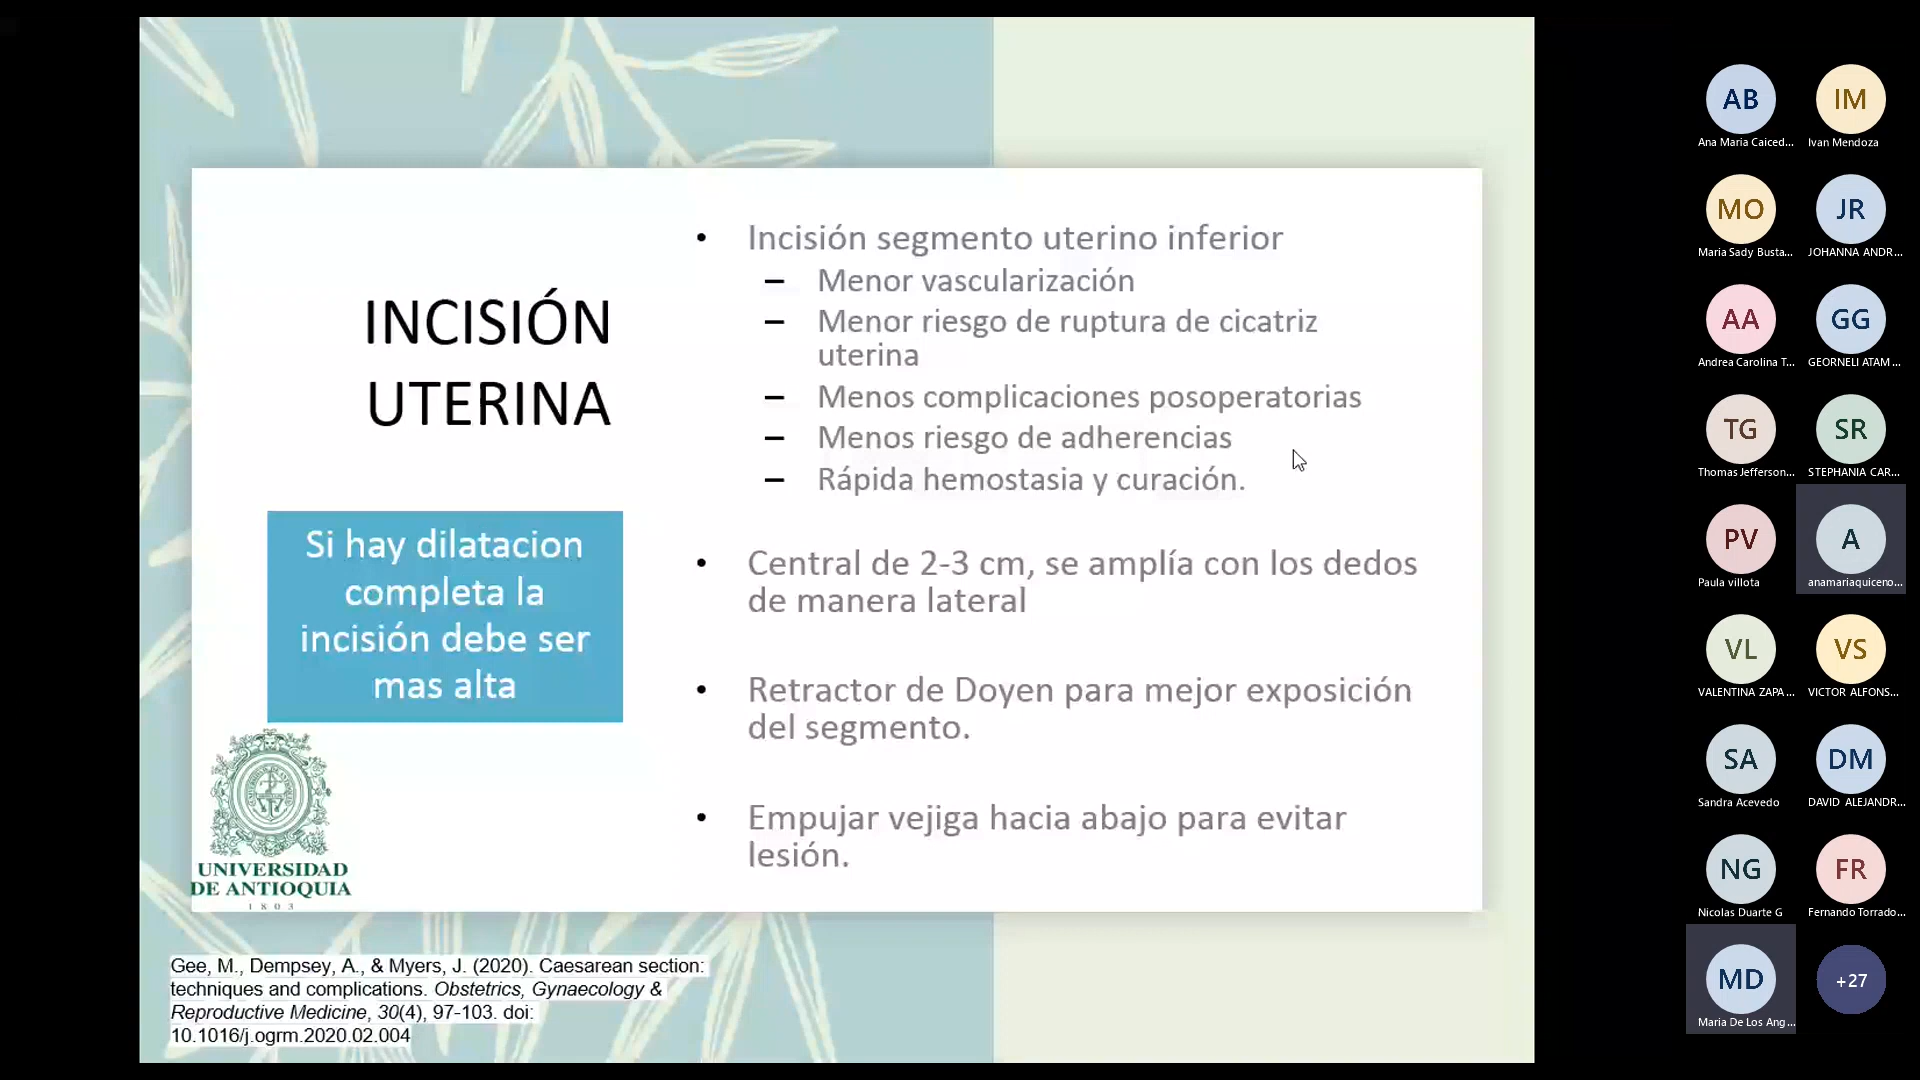 INCISIÓN
UTERINA
Si hay dilatacion
completa la
incisión debe ser
mas alta
• Incisión segmento uterino inferior
– Menor vascularización
– Menor riesgo de ruptura de cicatriz
uterina
– Menos complicaciones posoperatorias
– Menos riesgo de adherencias
– Rápida hemostasia y curación.
• Central de 2-3 cm, se amplía con los dedos
de manera lateral
• Retractor de Doyen para mejor exposición
del segmento.
• Empujar vejiga hacia abajo para evitar
lesión.
UNIVERSIDAD
DE ANTIOQUIA
1803
Gee, M., Dempsey, A., & Myers, J. (2020). Caesarean section:
techniques and complications. Obstetrics, Gynaecology &
Reproductive Medicine, 30(4), 97-103. doi:
10.1016/j.ogrm.2020.02.004
AB
Ana Maria Caiced...
IM
Ivan Mendoza
MO
Maria Sady Busta...
JR
JOHANNA ANDR...
AA
Andrea Carolina T...
GG
GEORNELI ATAM...
TG
Thomas Jefferson...
SR
STEPHANIA CAR...
PV
Paula villota
A
anamariaquiceno...
VL
VALENTINA ZAPA...
VS
VICTOR ALFONS...
SA
Sandra Acevedo
DM
DAVID ALEJANDR...
NG
Nicolas Duarte G
FR
Fernando Torrado...
MD
Maria De Los Ang...
+27